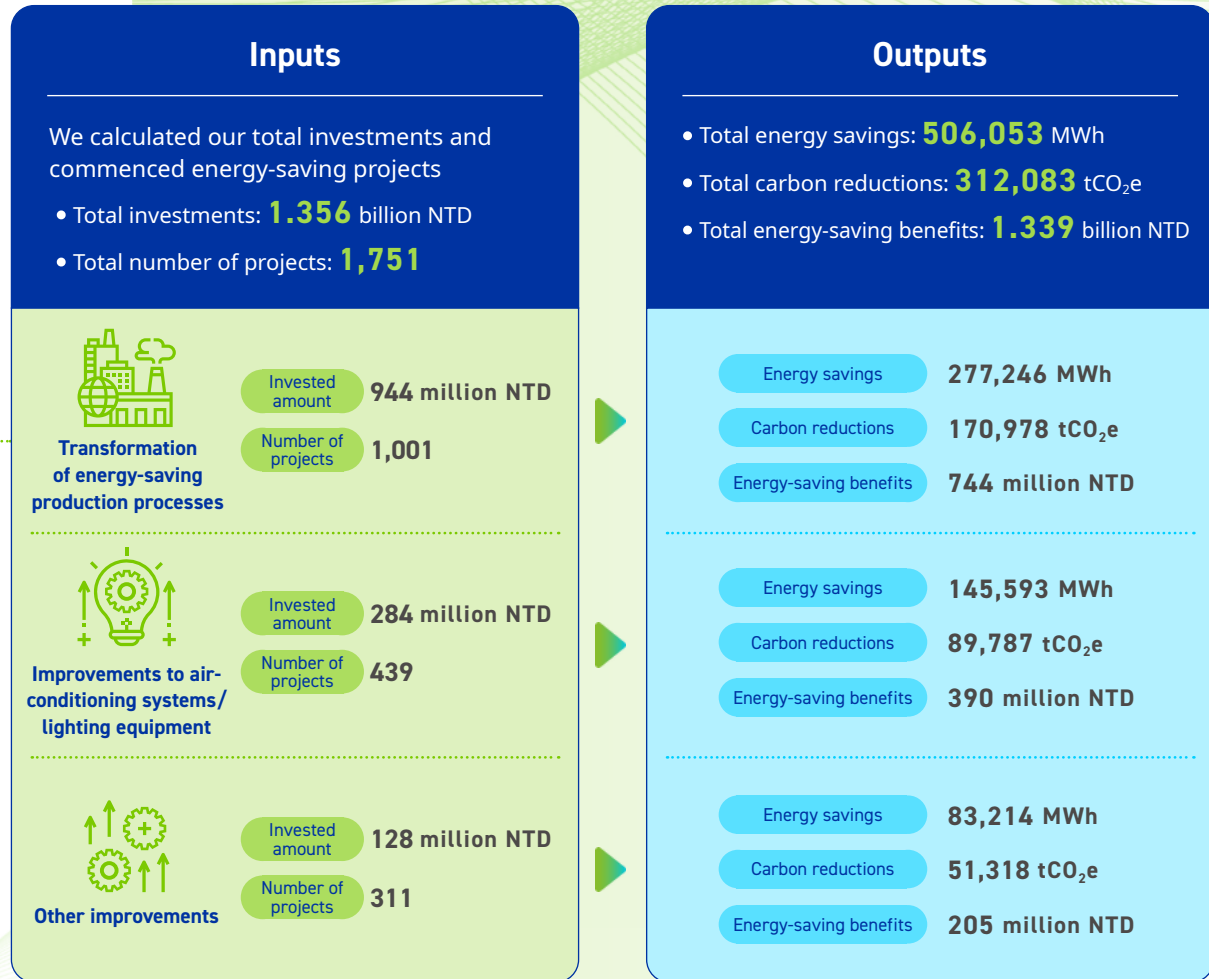 Inputs
We calculated our total investments and
commenced energy-saving projects
• Total investments: 1.356 billion NTD
• Total number of projects: 1,751
Outputs
• Total energy savings: 506,053 MWh
• Total carbon reductions: 312,083 tCO₂e
• Total energy-saving benefits: 1.339 billion NTD
Transformation
of energy-saving
production processes
Invested
amount
944 million NTD
Number of
projects
1,001
Energy savings 277,246 MWh
Carbon reductions 170,978 tCO₂e
Energy-saving benefits 744 million NTD
Improvements to air-
conditioning systems/
lighting equipment
Invested
amount
284 million NTD
Number of
projects
439
Energy savings 145,593 MWh
Carbon reductions 89,787 tCO₂e
Energy-saving benefits 390 million NTD
Other improvements
Invested
amount
128 million NTD
Number of
projects
311
Energy savings 83,214 MWh
Carbon reductions 51,318 tCO₂e
Energy-saving benefits 205 million NTD